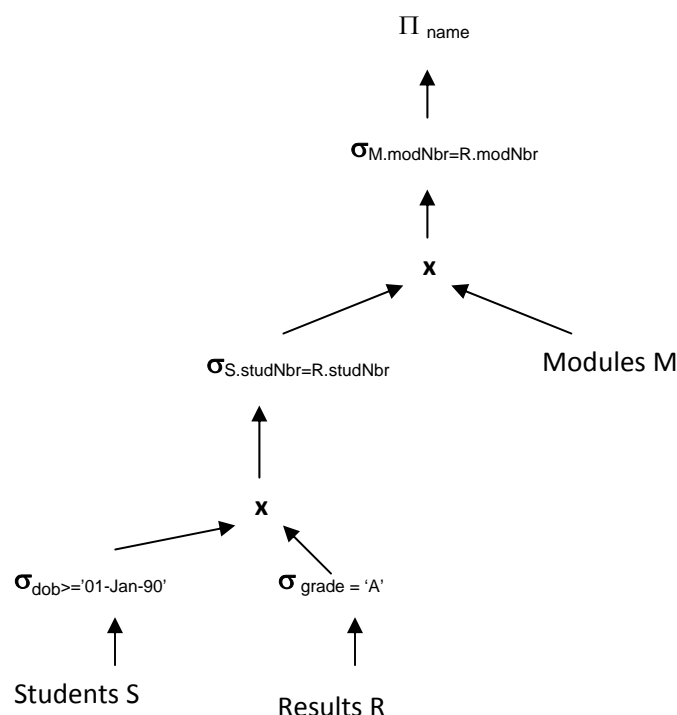 Π name
σM.modNbr=R.modNbr
x
σS.studNbr=R.studNbr
Modules M
x
σdob>='01-Jan-90’
σ grade = ‘A’
Students S
Results R